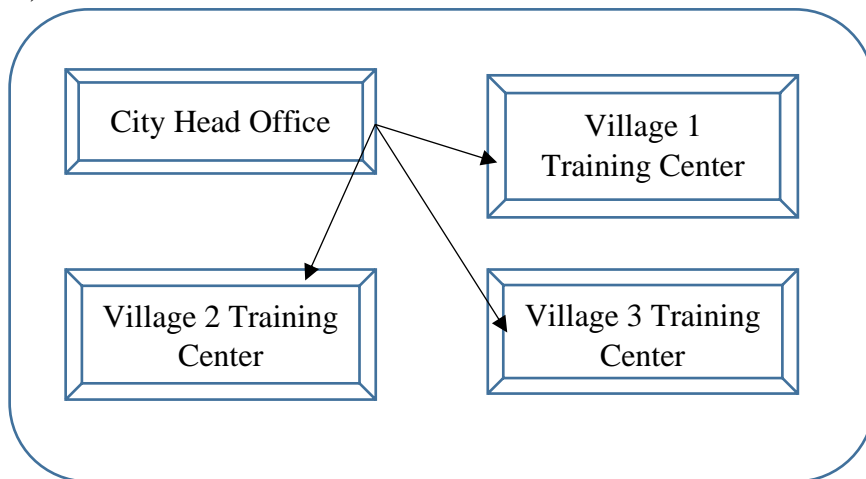 City Head Office
Village 1
Training Center
Village 2 Training
Center
Village 3 Training
Center